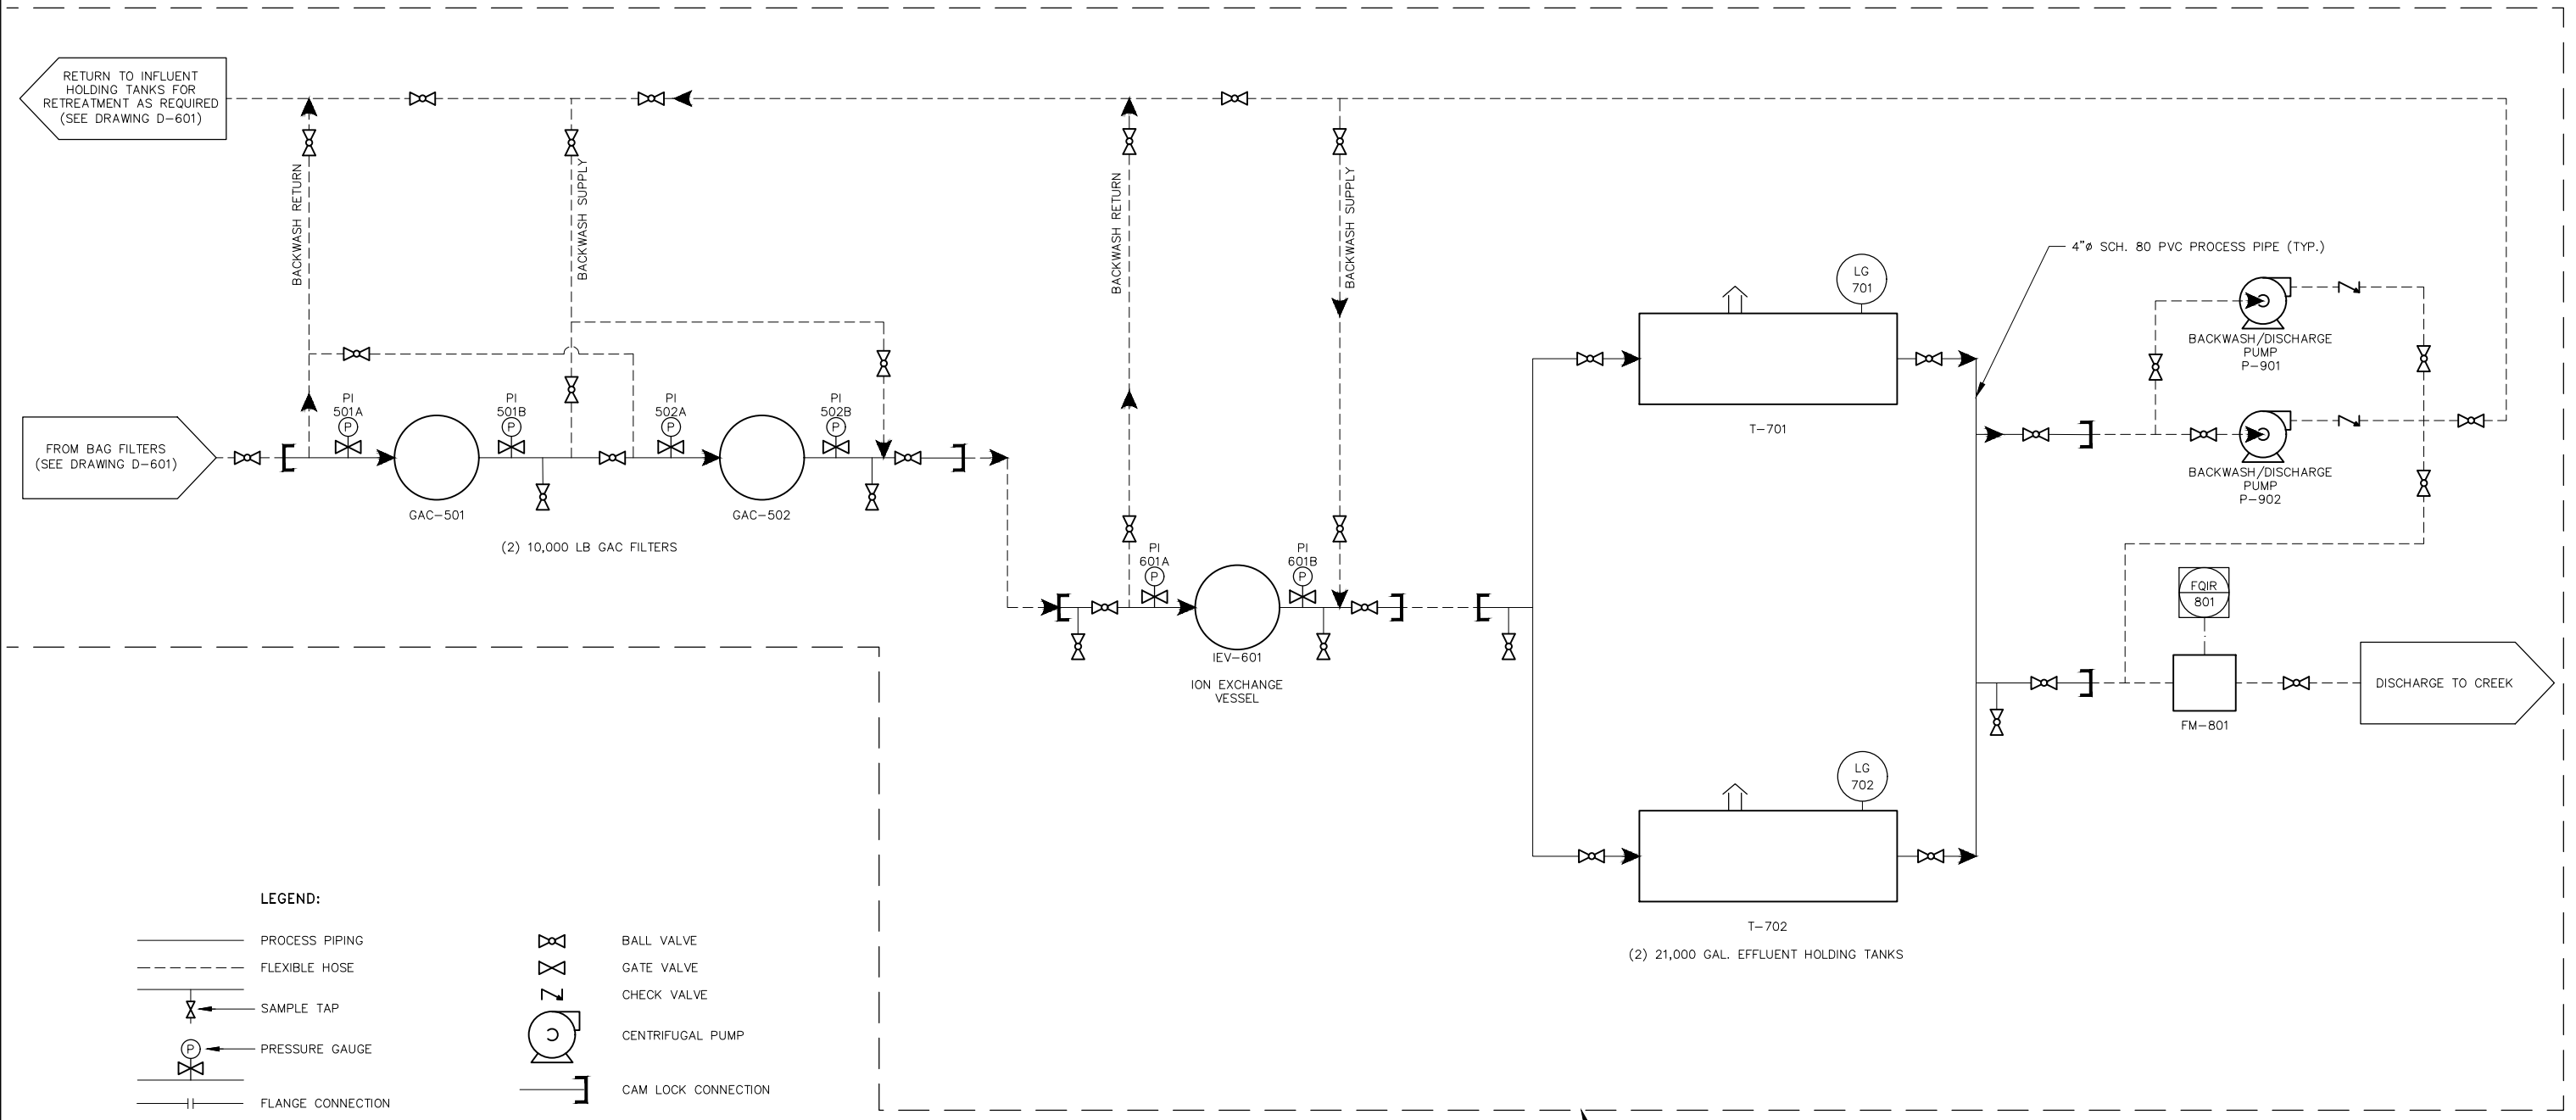 RETURN TO INFLUENT
HOLDING TANKS FOR
RETREATMENT AS REQUIRED
(SEE DRAWING D-601)
BACKWASH RETURN
BACKWASH SUPPLY
BACKWASH RETURN
BACKWASH SUPPLY
4"ø SCH. 80 PVC PROCESS PIPE (TYP.)
LG
701
T-701
BACKWASH/DISCHARGE
PUMP
P-901
BACKWASH/DISCHARGE
PUMP
P-902
FROM BAG FILTERS
(SEE DRAWING D-601)
PI
501A
P
GAC-501
PI
501B
P
PI
502A
P
GAC-502
PI
502B
P
(2) 10,000 LB GAC FILTERS
PI
601A
P
PI
601B
P
IEV-601
ION EXCHANGE
VESSEL
FQIR
801
FM-801
DISCHARGE TO CREEK
LG
702
T-702
(2) 21,000 GAL. EFFLUENT HOLDING TANKS
LEGEND:
PROCESS PIPING
FLEXIBLE HOSE
SAMPLE TAP
P
PRESSURE GAUGE
FLANGE CONNECTION
BALL VALVE
GATE VALVE
CHECK VALVE
CENTRIFUGAL PUMP
CAM LOCK CONNECTION